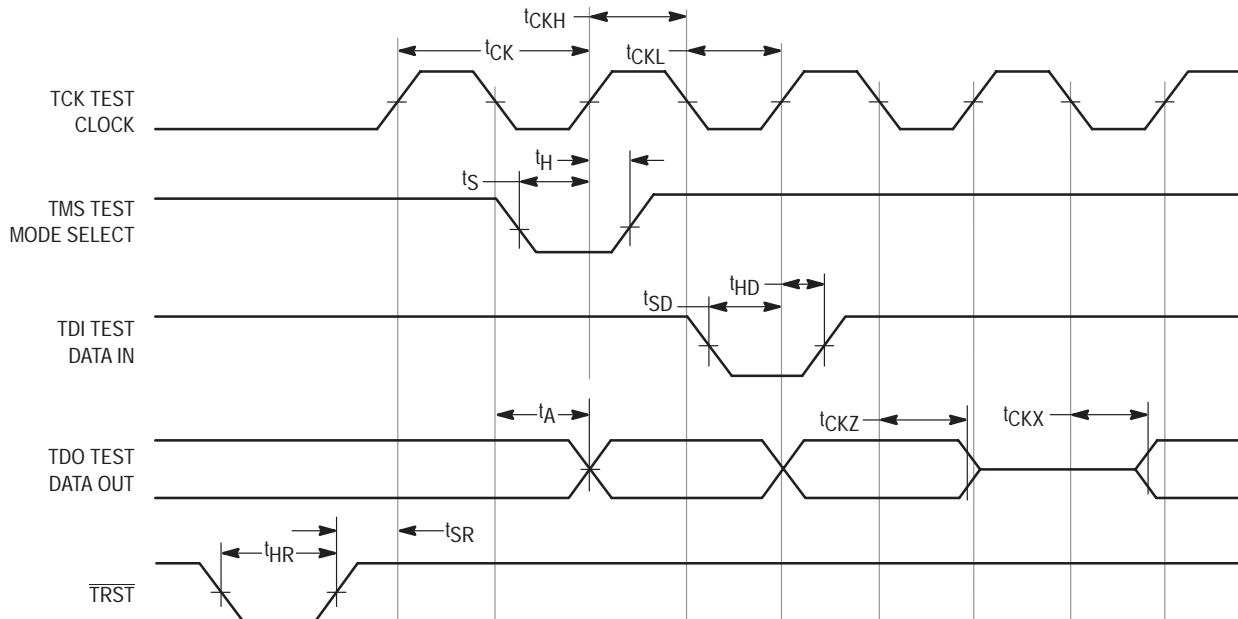 tCKH
tCK
tCKL
TCK TEST
CLOCK
tH
tS
TMS TEST
MODE SELECT
tHD
tSD
TDI TEST
DATA IN
tA
tCKZ
tCKX
TDO TEST
DATA OUT
tSR
tHR
TRST